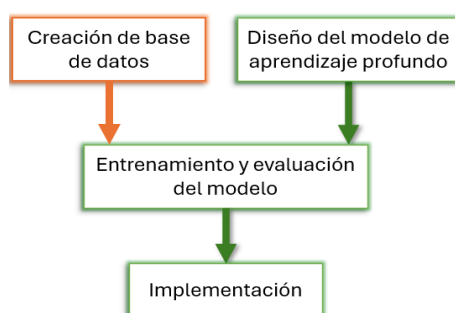 Creación de base
de datos
Diseño del modelo de
aprendizaje profundo
Entrenamiento y evaluación
del modelo
Implementación